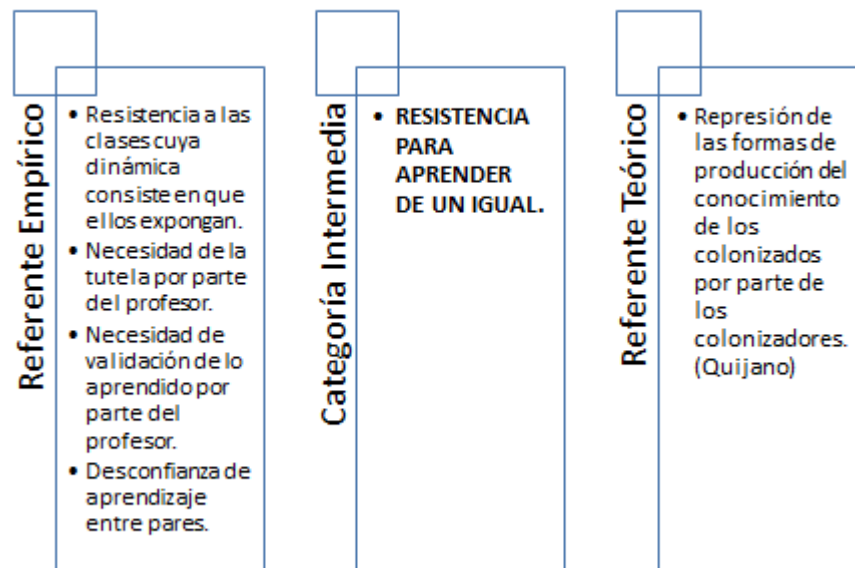 Referente Empírico
• Resistencia a las
clases cuya
dinámica
consiste en que
ellos expongan.
• Necesidad de la
tutela por parte
del profesor.
• Necesidad de
validación de lo
aprendido por
parte del
profesor.
• Desconfianza de
aprendizaje
entre pares.
Categoría Intermedia
• RESISTENCIA
PARA
APRENDER
DE UN IGUAL.
Referente Teórico
• Represión de
las formas de
producción del
conocimiento
de los
colonizados
por parte de
los
colonizadores.
(Quijano)